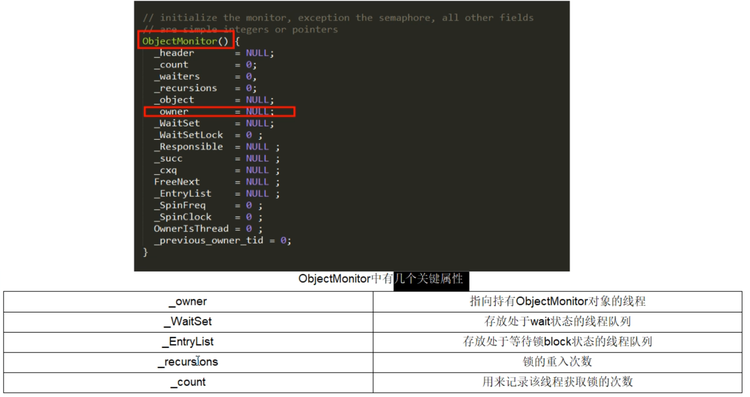 // initialize the monitor, exception the semaphore, all other fields
// are simple integers or pointers
ObjectMonitor() {
_header = NULL;
_count = 0;
_waiters = 0,
_recursions = 0;
_object = NULL;
_owner = NULL;
_WaitSet = NULL;
_WaitSetLock = 0 ;
_Responsible = NULL ;
_succ = NULL ;
_cxq = NULL ;
FreeNext = NULL ;
_EntryList = NULL ;
_SpinFreq = 0 ;
_SpinClock = 0 ;
OwnerIsThread = 0 ;
_previous_owner_tid = 0;
}
ObjectMonitor中有几个关键属性
_owner 指向持有ObjectMonitor对象的线程
_WaitSet 存放处于wait状态的线程队列
_EntryList 存放处于等待锁block状态的线程队列
_recursions 锁的重入次数
_count 用来记录该线程获取锁的次数